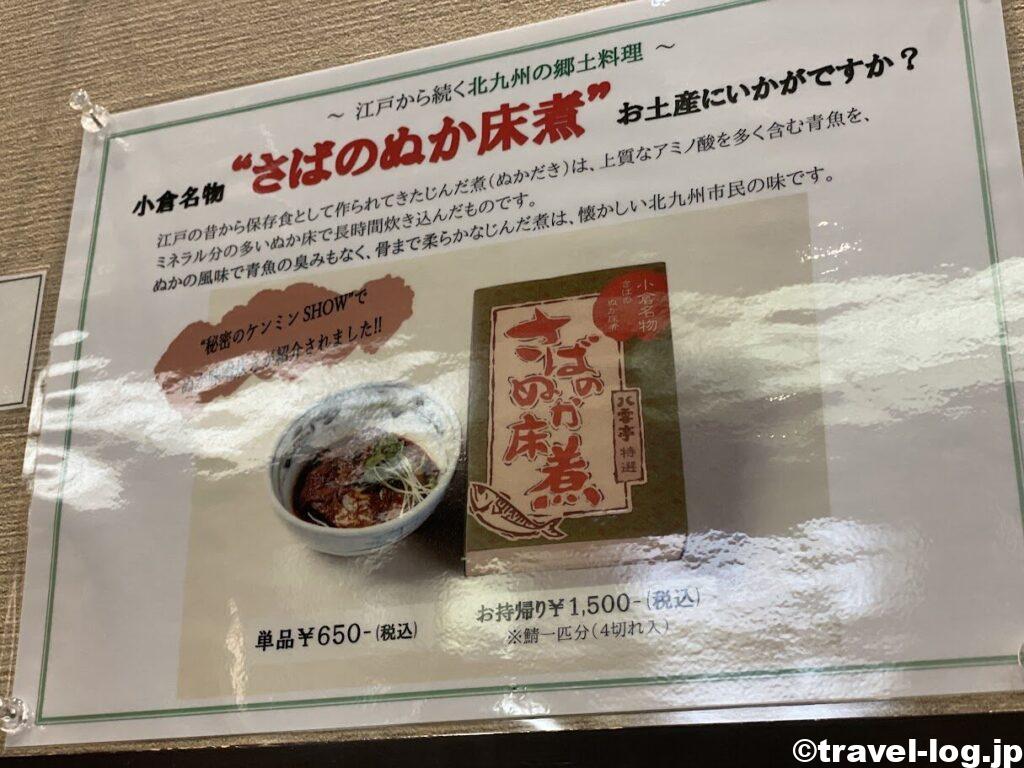 ~ 江戸から続く北九州の郷土料理 ~
小倉名物 “さばのぬか床煮” お土産にいかがですか？
江戸の昔から保存食として作られてきたじんだ煮(ぬかだき)は、上質なアミノ酸を多く含む青魚を、
ミネラル分の多いぬか床で長時間炊き込んだものです。
ぬかの風味で青魚の臭みもなく、骨まで柔らかなじんだ煮は、懐かしい北九州市民の味です。
“秘密のケンミンSHOW”で
紹介されました!!
小倉名物
さばのぬか床煮
さばの
ぬか床煮
八雲亭 特選
単品￥650-(税込)
お持帰り￥1,500-(税込)
※鯖一匹分(4切れ入)
©travel-log.jp